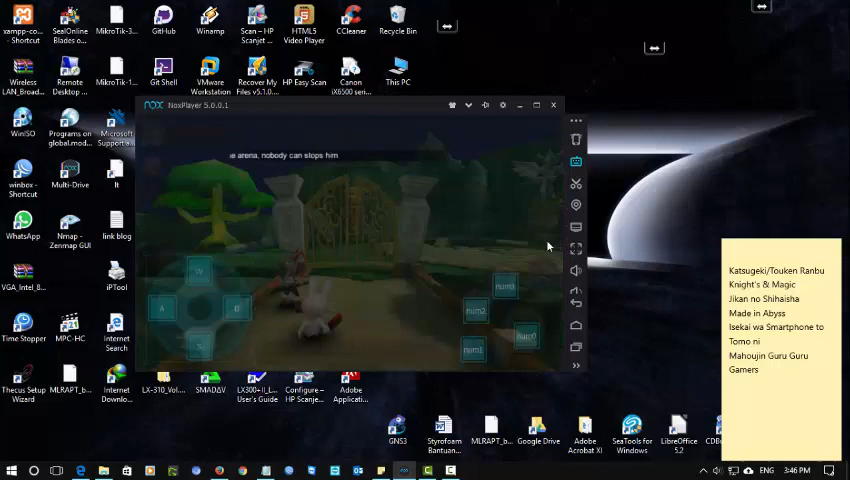 xampp-co...
- Shortcut
SealOnline
Blades o...
MikroTik-3...
GitHub
Winamp
Scan – HP
Scanjet ...
HTML5
Video Player
CCleaner
Recycle Bin
Wireless
LAN_Broad...
Remote
Desktop ...
MikroTik-1...
Git Shell
VMware
Workstation
Recover My
Files v5.1.0...
HP Easy Scan
Canon
iX6500 seri...
This PC
WinISO
Programs on
global.mod...
Microsoft
Support a...
winbox -
Shortcut
Multi-Drive
It
WhatsApp
Nmap -
Zenmap GUI
link blog
VGA_Intel_8...
iPTool
Time Stopper
MPC-HC
Internet
Browser
Thecus Setup
Wizard
MLRAPT_b...
Internet
Downlo...
LX-310_Vol...
SMADΔV
LX300+II_L...
User's Guide
Configure –
HP Scanje...
Adobe
Applicati...
GNS3
Styrofoam
Bantuan...
MLRAPT_b...
Google Drive
Adobe
Acrobat XI
SeaTools for
Windows
LibreOffice
5.2
nox NoxPlayer 5.0.0.1
e arena, nobody can stops him
W
A
D
S
num2
num1
num0
Katsugeki/Touken Ranbu
Knight's & Magic
Jikan no Shihaisha
Made in Abyss
Isekai wa Smartphone to
Tomo ni
Mahoujin Guru Guru
Gamers
ENG
3:46 PM